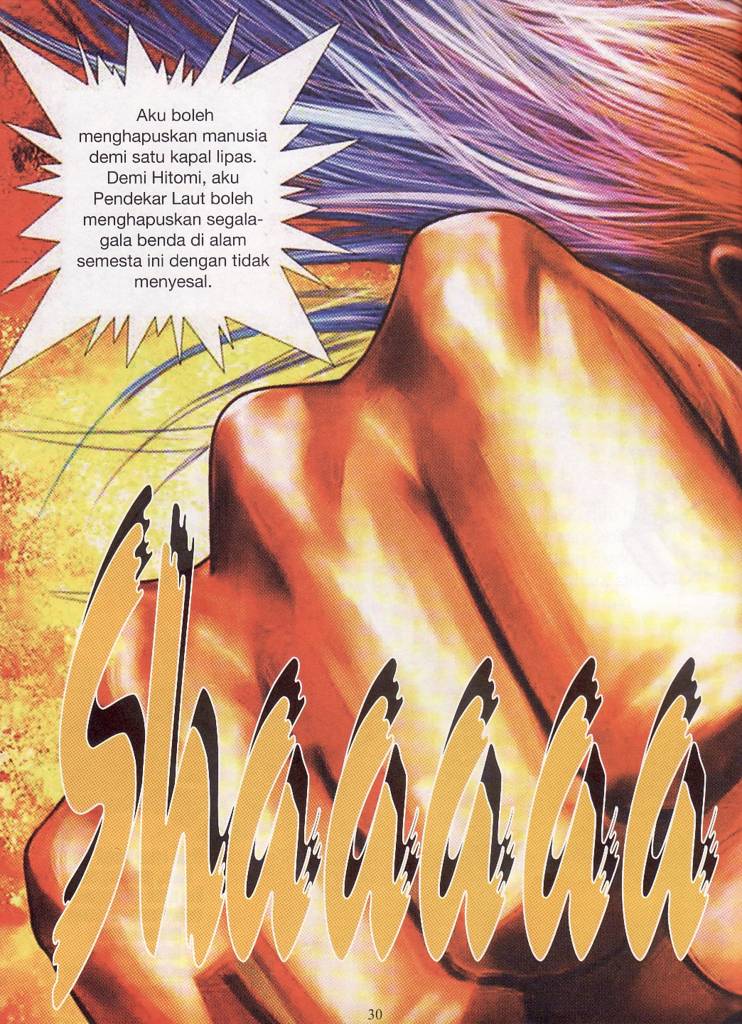 Aku boleh
menghapuskan manusia
demi satu kapal lipas.
Demi Hitomi, aku
Pendekar Laut boleh
menghapuskan segala-
gala benda di alam
semesta ini dengan tidak
menyesal.
Shaaaaa
30